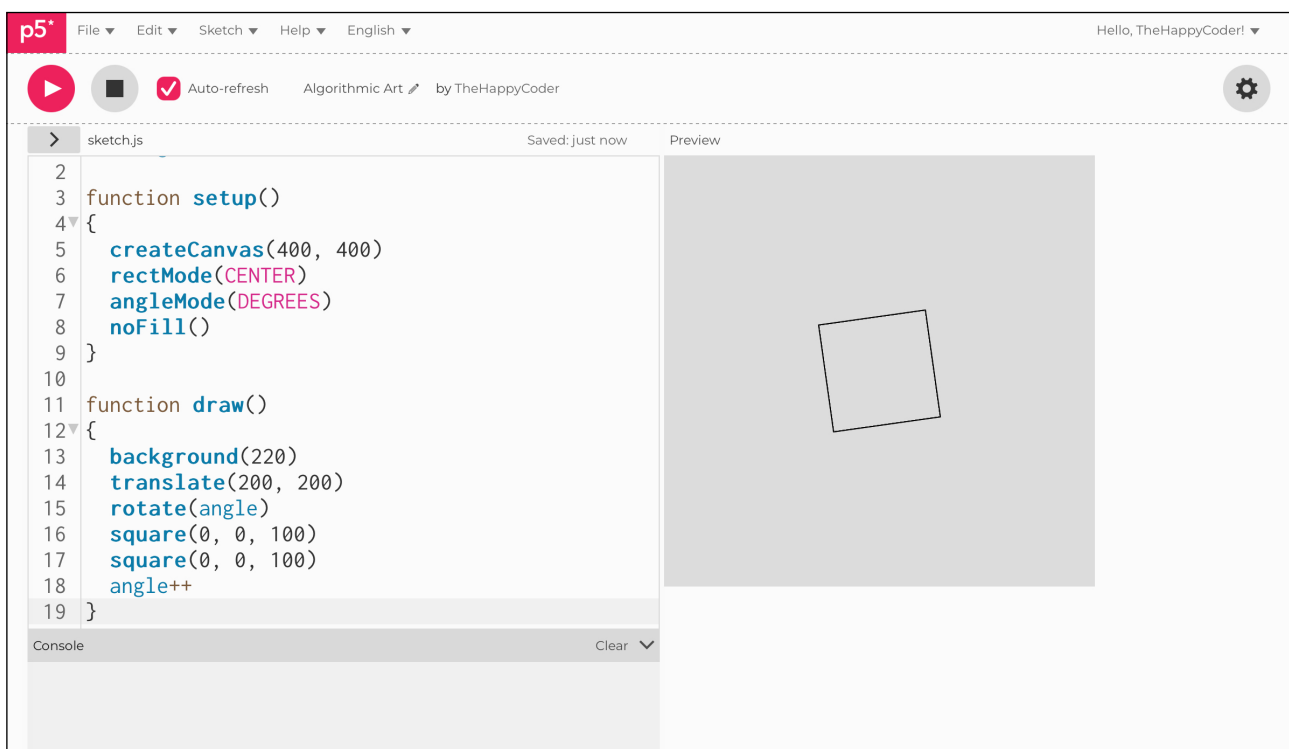 p5*
File Edit Sketch Help English Hello, TheHappyCoder!
Auto-refresh Algorithmic Art by TheHappyCoder
sketch.js Saved: just now Preview
2
3 function setup()
4 {
5 createCanvas(400, 400)
6 rectMode(CENTER)
7 angleMode(DEGREES)
8 noFill()
9 }
10
11 function draw()
12 {
13 background(220)
14 translate(200, 200)
15 rotate(angle)
16 square(0, 0, 100)
17 square(0, 0, 100)
18 angle++
19 }
Console Clear